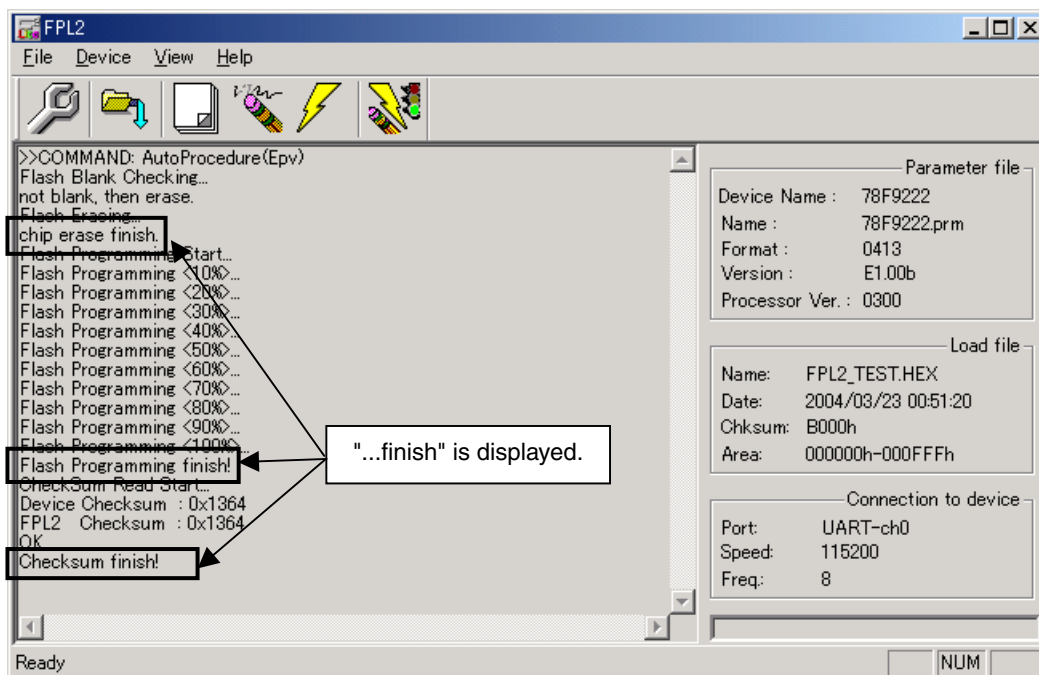 FPL2
File Device View Help
>>COMMAND: AutoProcedure(Epv)
Flash Blank Checking...
not blank, then erase.
Flash Erasing...
chip erase finish.
Flash Programming Start...
Flash Programming <10%>...
Flash Programming <20%>...
Flash Programming <30%>...
Flash Programming <40%>...
Flash Programming <50%>...
Flash Programming <60%>...
Flash Programming <70%>...
Flash Programming <80%>...
Flash Programming <90%>...
Flash Programming <100%>...
Flash Programming finish!
CheckSum Read Start...
Device Checksum : 0x1364
FPL2 Checksum : 0x1364
OK
Checksum finish!
"...finish" is displayed.
Parameter file
Device Name : 78F9222
Name : 78F9222.prm
Format : 0413
Version : E1.00b
Processor Ver. : 0300
Load file
Name: FPL2_TEST.HEX
Date: 2004/03/23 00:51:20
Chksum: B000h
Area: 000000h-000FFFh
Connection to device
Port: UART-ch0
Speed: 115200
Freq.: 8
Ready
NUM